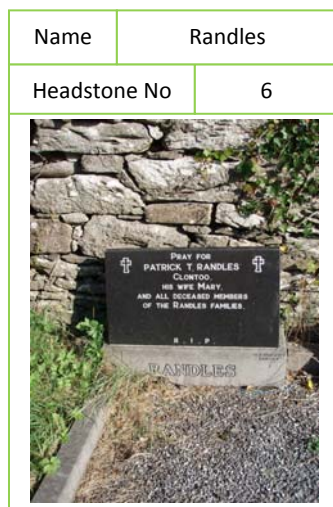 Name Randles
Headstone No 6
PRAY FOR
PATRICK T. RANDLES
CLONTOO,
HIS WIFE MARY,
AND ALL DECEASED MEMBERS
OF THE RANDLES FAMILIES.
R . I . P .
RANDLES